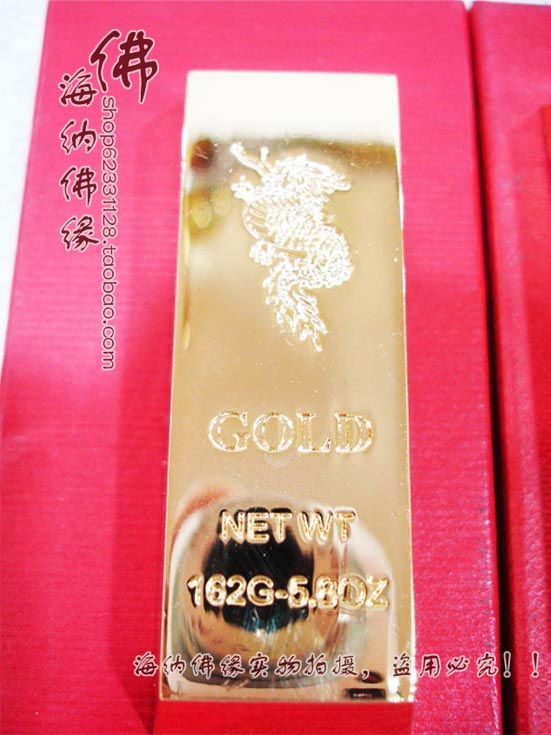 佛
海纳佛缘
shop62331128.taobao.com
GOLD
NET WT
162G-5.8OZ
海纳佛缘实物拍摄，盗用必究！！